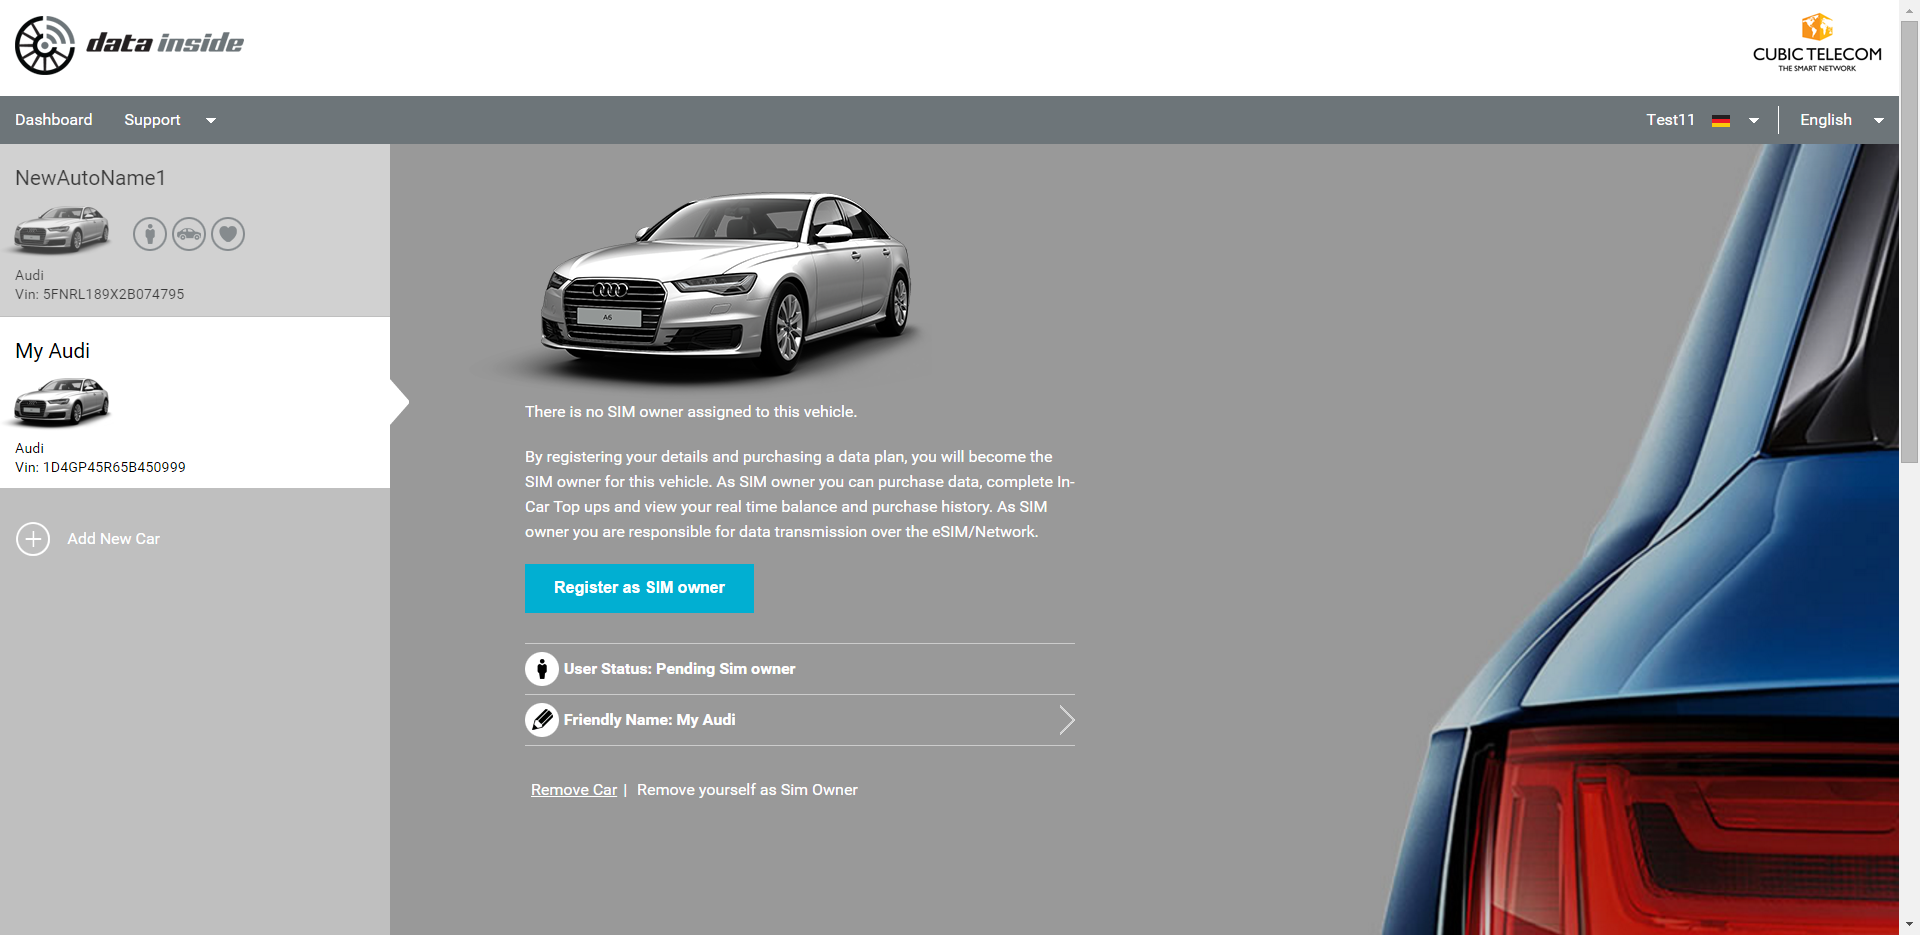 data inside
CUBIC TELECOM
THE SMART NETWORK
Dashboard
Support
Test11
English
NewAutoName1
Audi
Vin: 5FNRL189X2B074795
My Audi
Audi
Vin: 1D4GP45R65B450999
Add New Car
A6
There is no SIM owner assigned to this vehicle.
By registering your details and purchasing a data plan, you will become the
SIM owner for this vehicle. As SIM owner you can purchase data, complete In-
Car Top ups and view your real time balance and purchase history. As SIM
owner you are responsible for data transmission over the eSIM/Network.
Register as SIM owner
User Status: Pending Sim owner
Friendly Name: My Audi
Remove Car | Remove yourself as Sim Owner